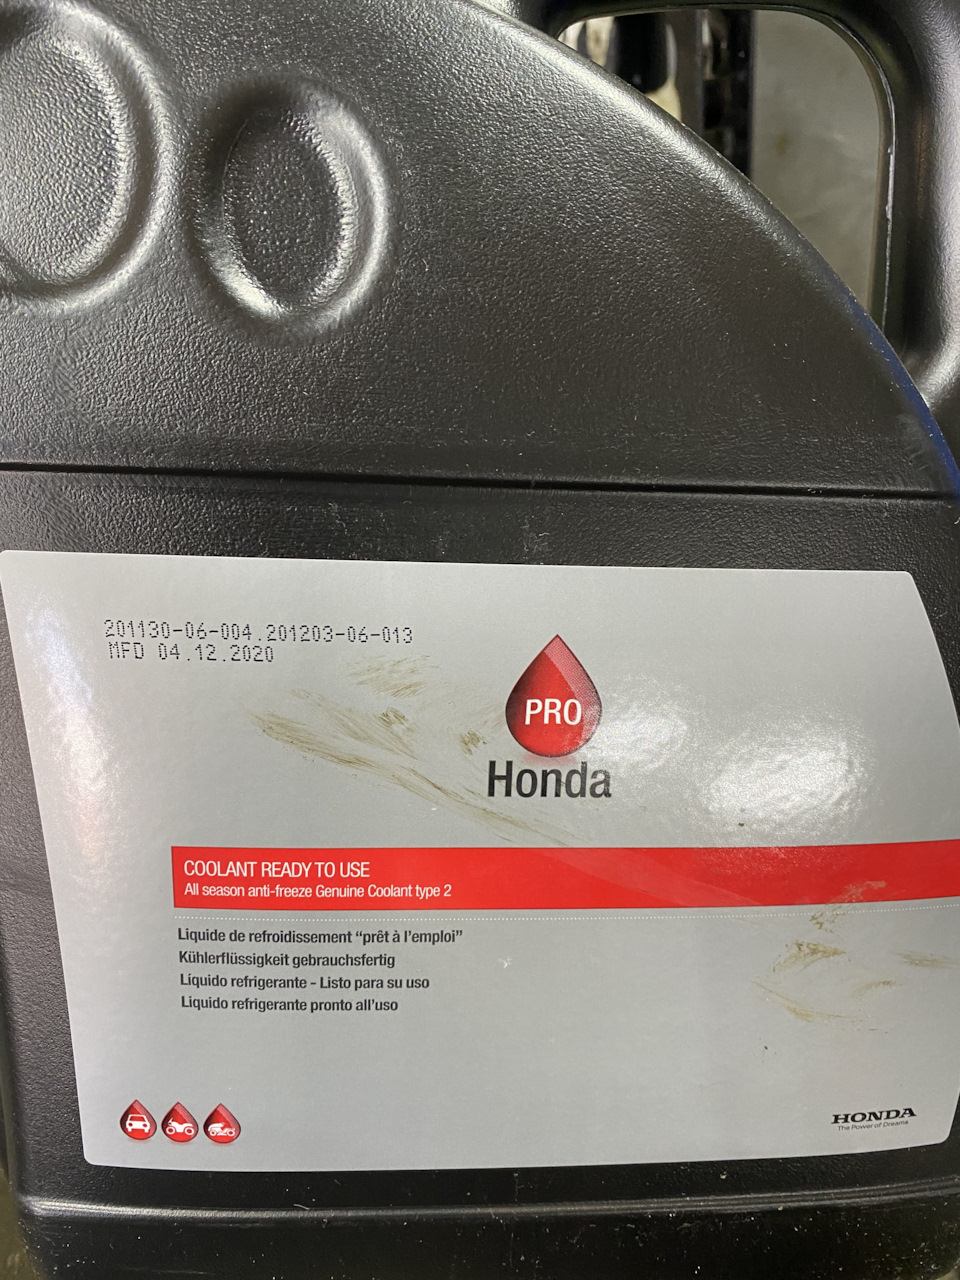 201130-06-004.201203-06-013
MFD 04.12.2020
PRO
Honda
COOLANT READY TO USE
All season anti-freeze Genuine Coolant type 2
Liquide de refroidissement “prêt à l’emploi”
Kühlerflüssigkeit gebrauchsfertig
Líquido refrigerante - Listo para su uso
Liquido refrigerante pronto all’uso
HONDA
The Power of Dreams